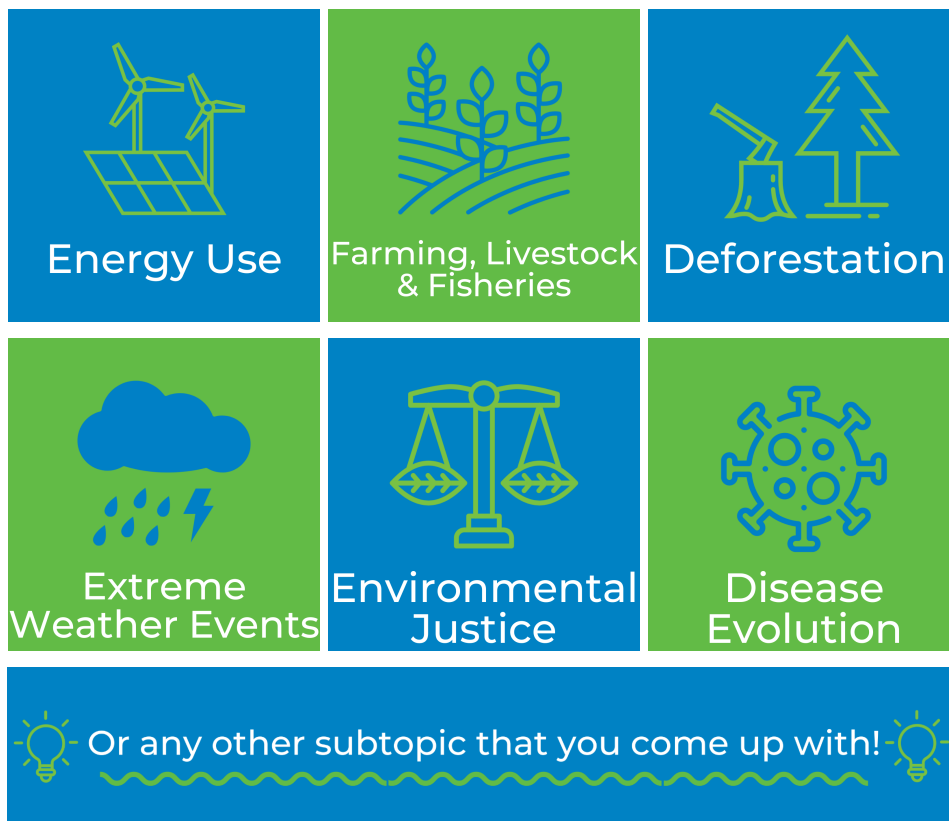 Energy Use
Farming, Livestock
& Fisheries
Deforestation
Extreme
Weather Events
Environmental
Justice
Disease
Evolution
Or any other subtopic that you come up with!